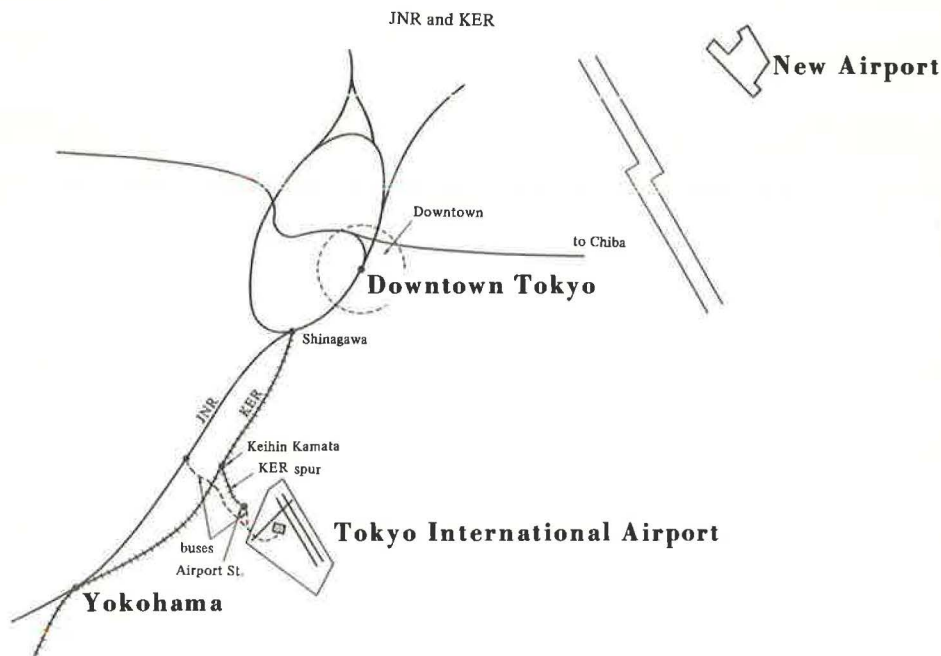 JNR and KER
New Airport
Downtown
to Chiba
Downtown Tokyo
Shinagawa
JNR
KER
Keihin Kamata
KER spur
Tokyo International Airport
buses
Airport St.
Yokohama